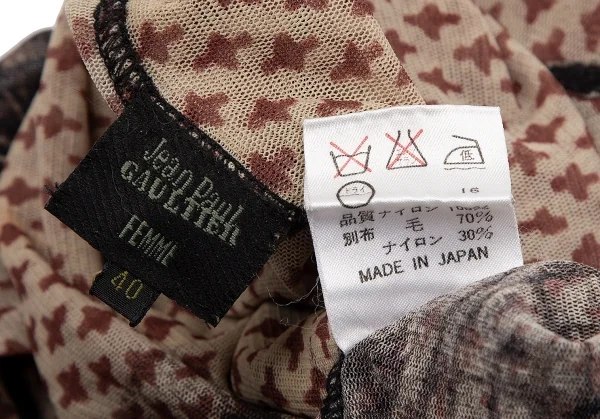 Jean Paul
GAULTIER
FEMME
40
低
ドライ
16
品質 ナイロン 100%
別布 毛 70%
ナイロン 30%
MADE IN JAPAN